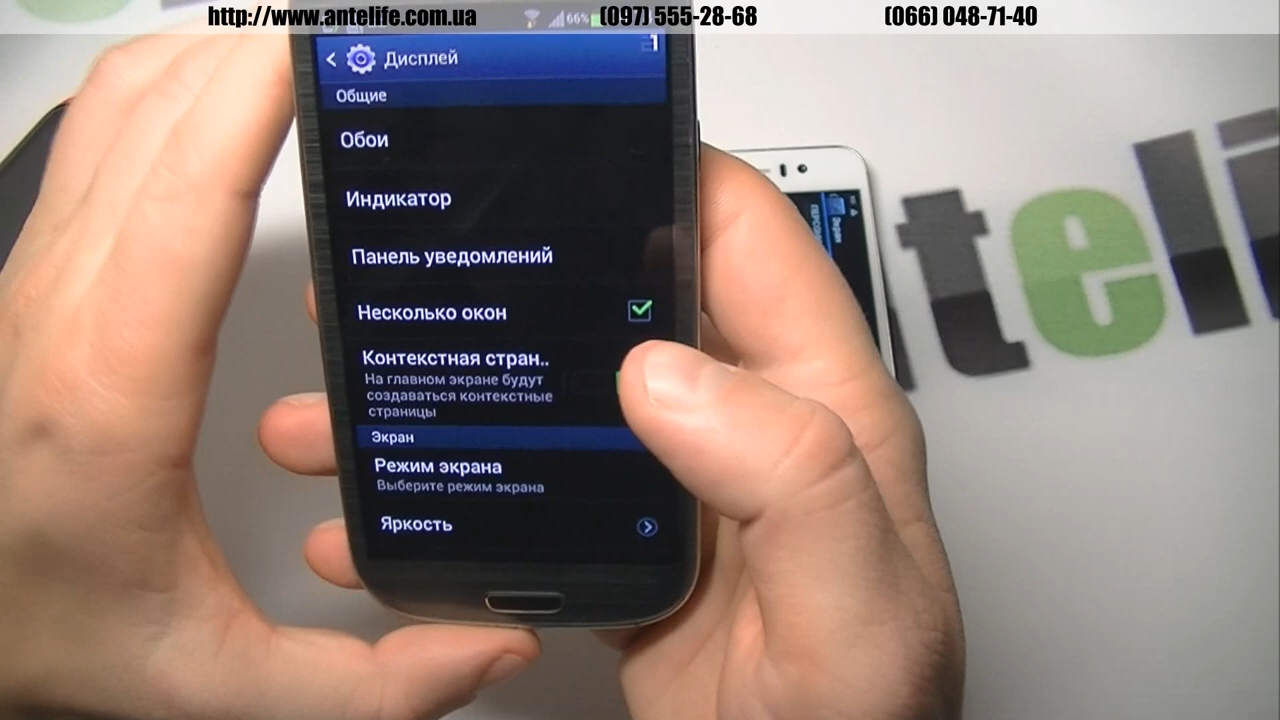 http://www.antelife.com.ua (097) 555-28-68 (066) 048-71-40
66%
Дисплей
Общие
Обои
Индикатор
Панель уведомлений
Несколько окон
Контекстная стран..
На главном экране будут
создаваться контекстные
страницы
Экран
Режим экрана
Выберите режим экрана
Яркость
Экран
teli